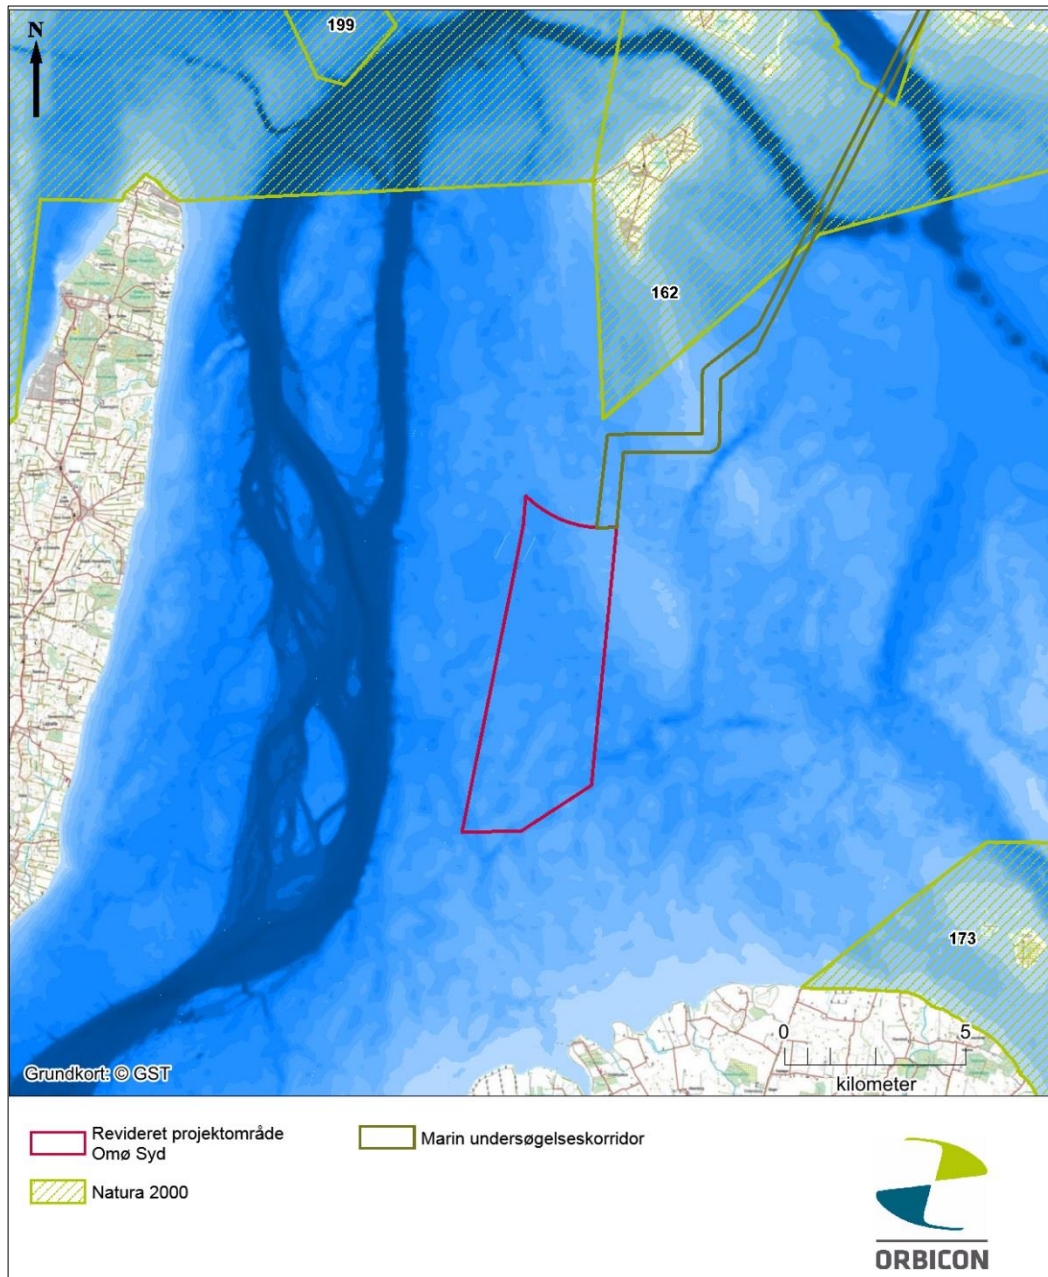 199
N
162
173
0 5
kilometer
Grundkort: © GST
Revideret projektområde
Omø Syd
Marin undersøgelseskorridor
Natura 2000
ORBICON